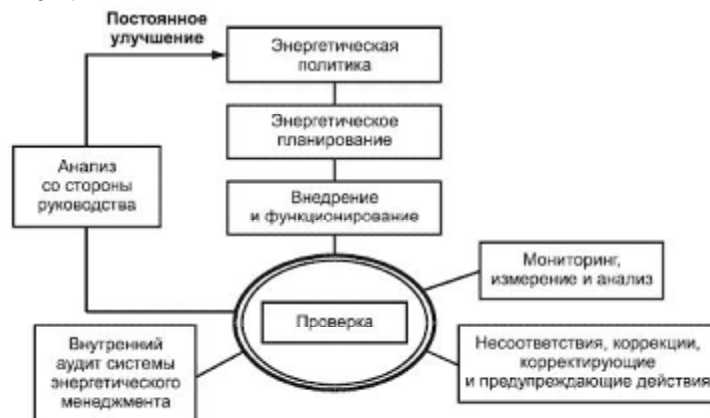 Постоянное
улучшение
Энергетическая
политика
Энергетическое
планирование
Анализ
со стороны
руководства
Внедрение
и функционирование
Мониторинг,
измерение и анализ
Проверка
Внутренний
аудит системы
энергетического
менеджмента
Несоответствия, коррекции,
корректирующие
и предупреждающие действия